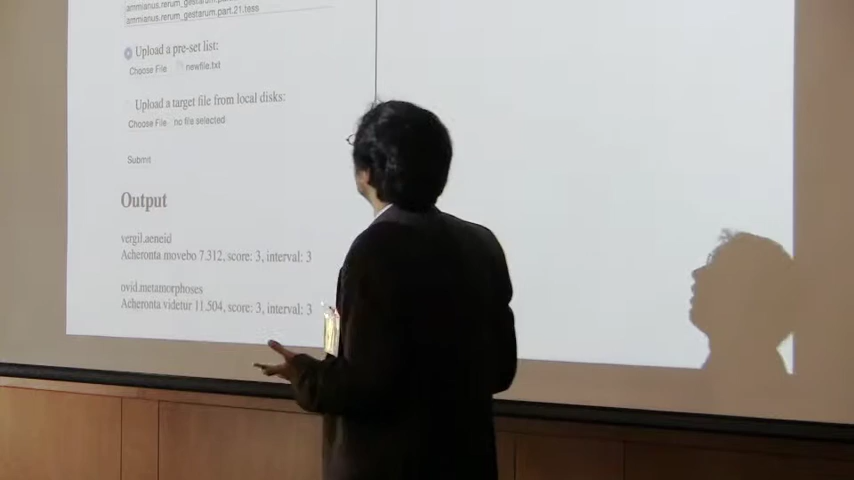 ammianus.rerum_gestarum.part.21.tess
Upload a pre-set list:
Choose File newfile.txt
Upload a target file from local disks:
Choose File no file selected
Submit
Output
vergil.aeneid
Acheronta movebo 7.312, score: 3, interval: 3
ovid.metamorphoses
Acheronta videtur 11.504, score: 3, interval: 3